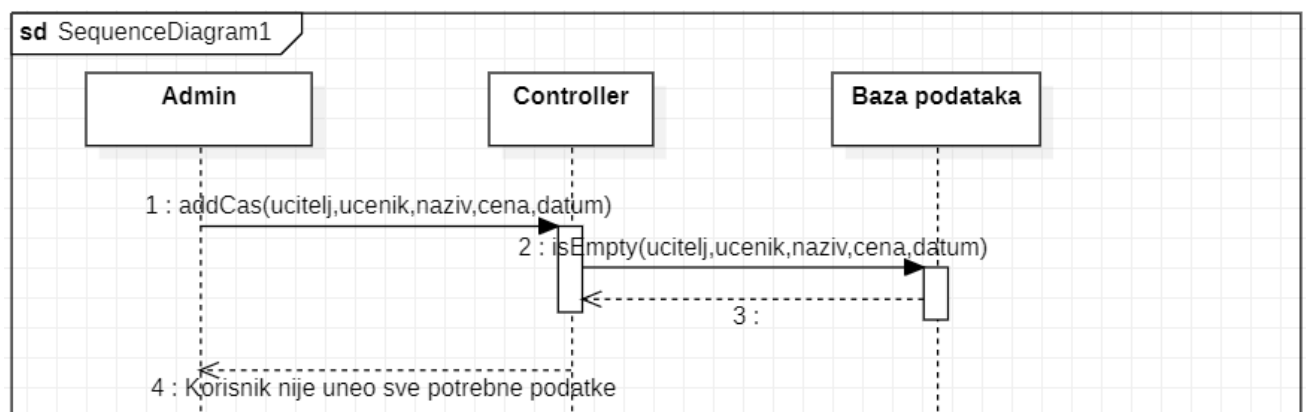 sd SequenceDiagram1
Admin
Controller
Baza podataka
1 : addCas(ucitelj,ucenik,naziv,cena,datum)
2 : isEmpty(ucitelj,ucenik,naziv,cena,datum)
3 :
4 : Korisnik nije uneo sve potrebne podatke